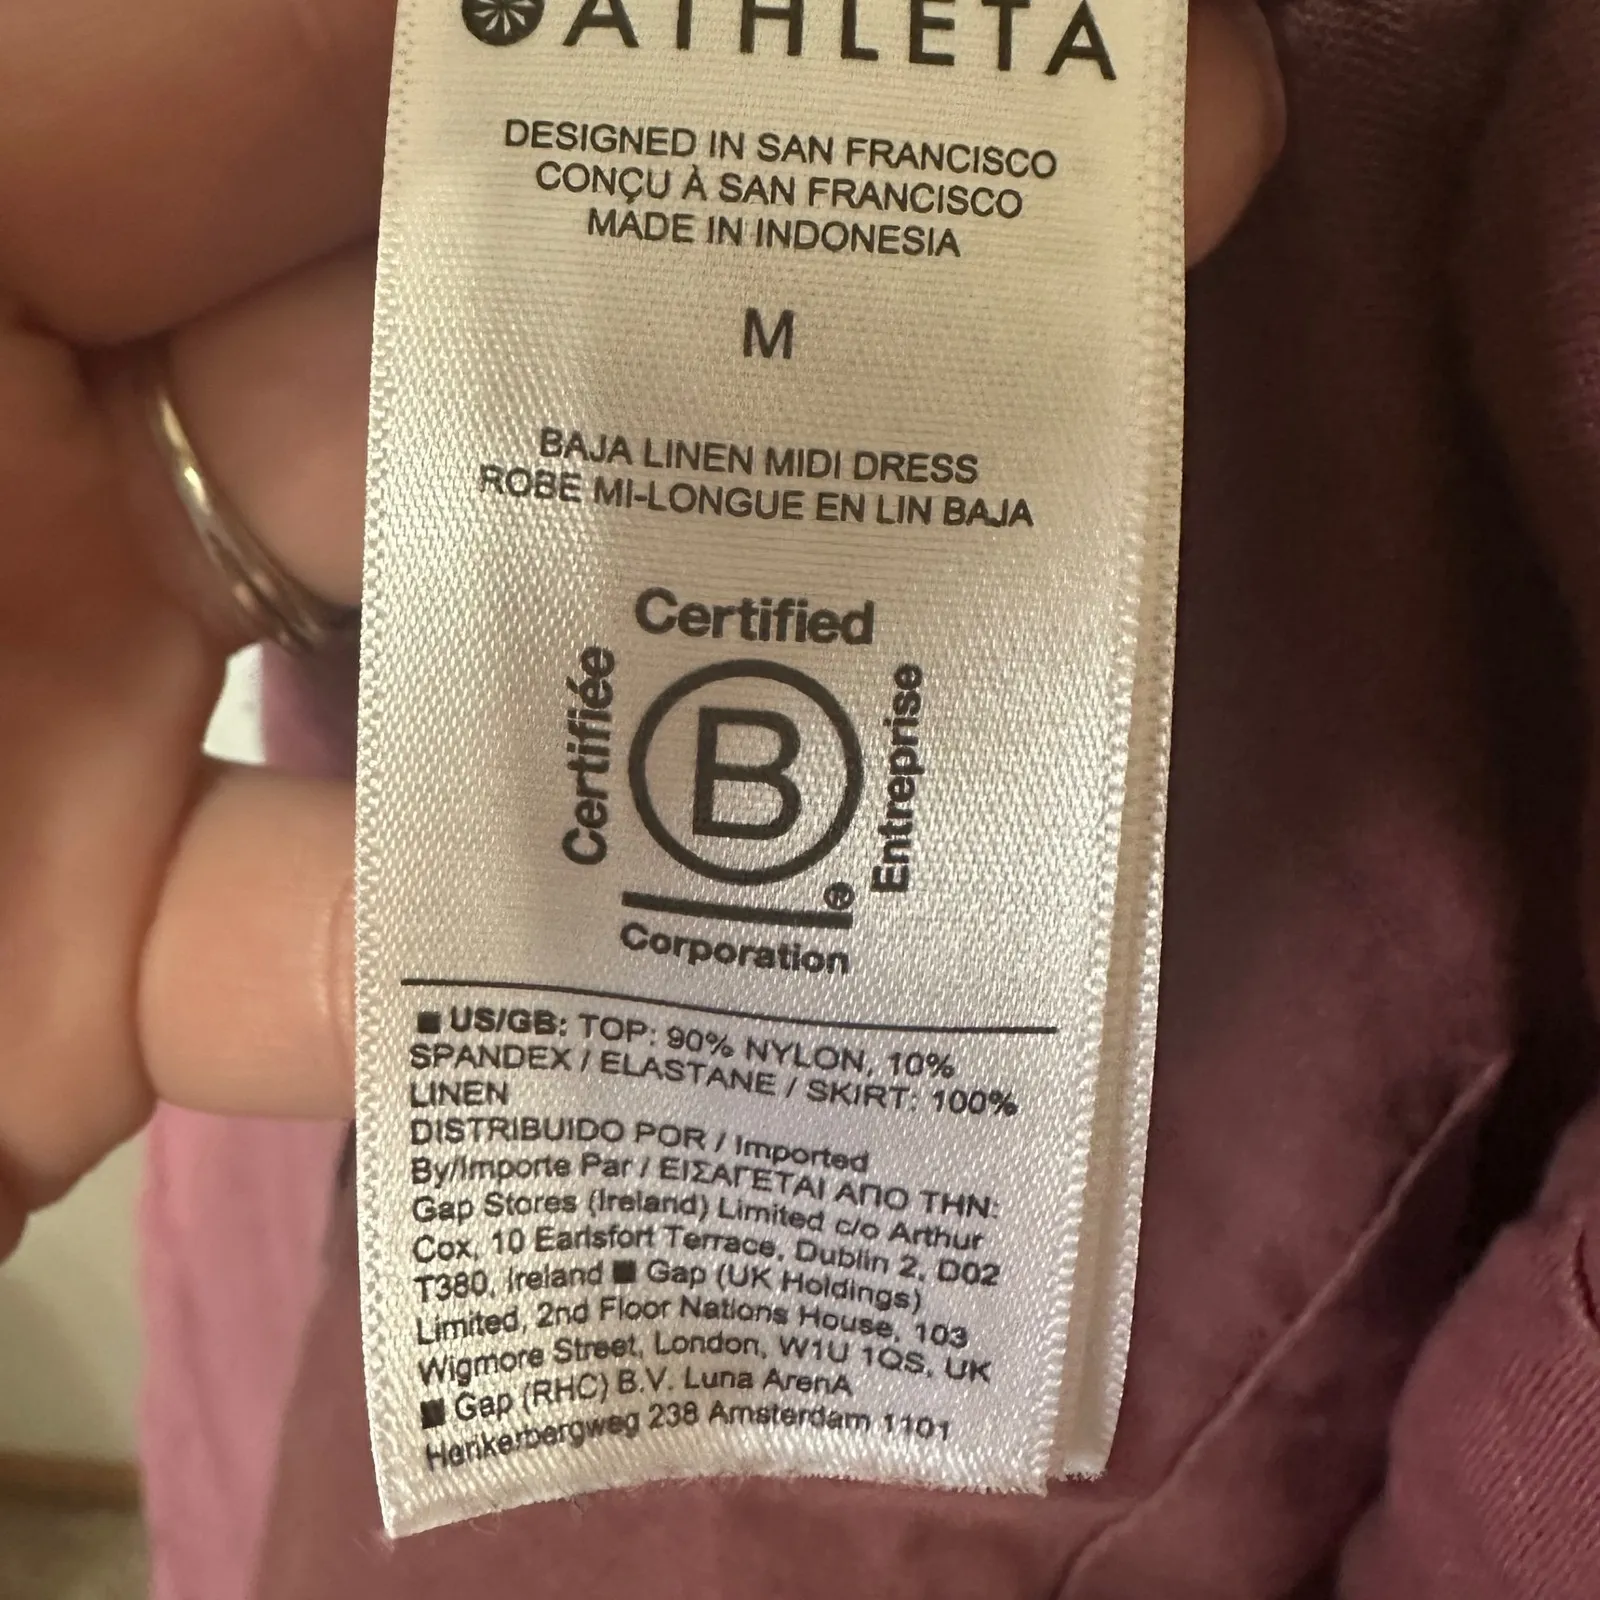 ATHLETA
DESIGNED IN SAN FRANCISCO
CONÇU À SAN FRANCISCO
MADE IN INDONESIA
M
BAJA LINEN MIDI DRESS
ROBE MI-LONGUE EN LIN BAJA
Certified
Certifiée
B
Entreprise
®
Corporation
■ US/GB: TOP: 90% NYLON, 10%
SPANDEX / ELASTANE / SKIRT: 100%
LINEN
DISTRIBUIDO POR / Imported
By/Importe Par / ΕΙΣΑΓΕΤΑΙ ΑΠΟ ΤΗΝ:
Gap Stores (Ireland) Limited c/o Arthur
Cox, 10 Earlsfort Terrace, Dublin 2, D02
T380, Ireland ■ Gap (UK Holdings)
Limited, 2nd Floor Nations House, 103
Wigmore Street, London, W1U 1QS, UK
■ Gap (RHC) B.V. Luna ArenA
Herikerbergweg 238 Amsterdam 1101